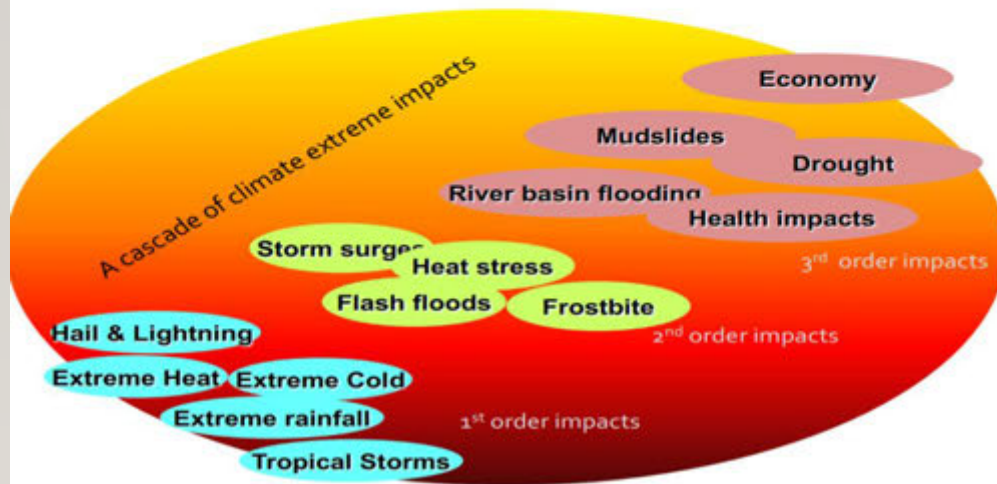 A cascade of climate extreme impacts
Economy
Mudslides
Drought
River basin flooding
Health impacts
3rd order impacts
Storm surges
Heat stress
Flash floods
Frostbite
2nd order impacts
Hail & Lightning
Extreme Heat
Extreme Cold
Extreme rainfall
1st order impacts
Tropical Storms